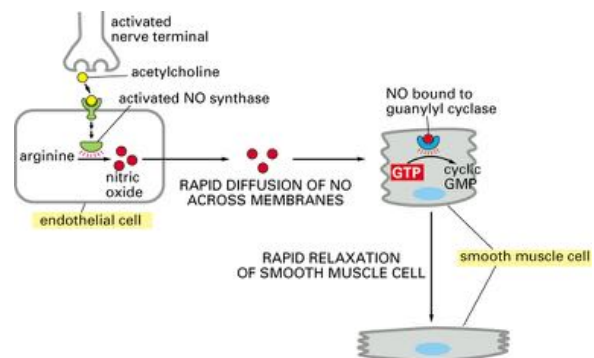 activated
nerve terminal
acetylcholine
activated NO synthase
arginine
nitric
oxide
endothelial cell
RAPID DIFFUSION OF NO
ACROSS MEMBRANES
NO bound to
guanylyl cyclase
GTP
cyclic
GMP
RAPID RELAXATION
OF SMOOTH MUSCLE CELL
smooth muscle cell